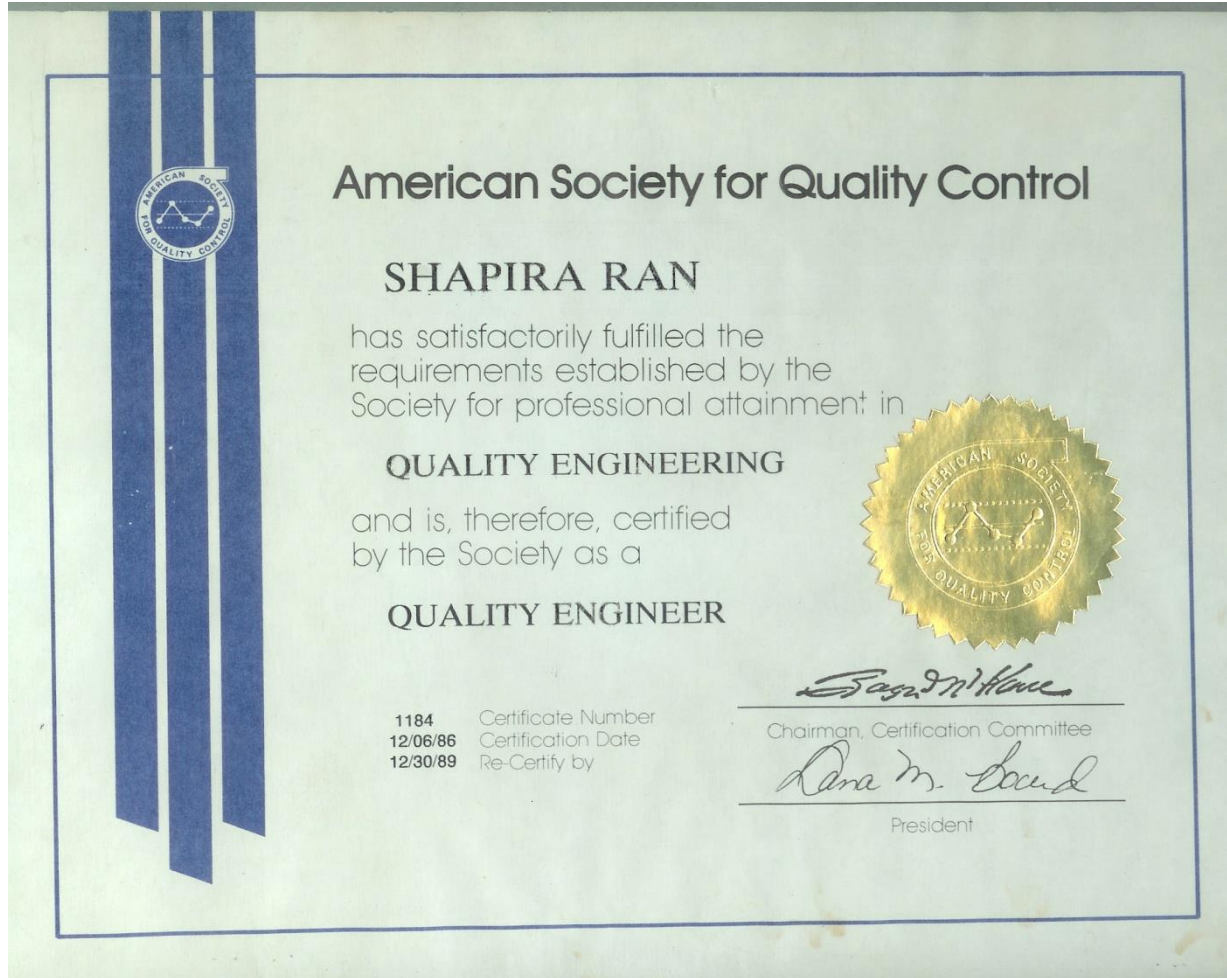 AMERICAN SOCIETY FOR QUALITY CONTROL
American Society for Quality Control
SHAPIRA RAN
has satisfactorily fulfilled the
requirements established by the
Society for professional attainment in
QUALITY ENGINEERING
and is, therefore, certified
by the Society as a
QUALITY ENGINEER
AMERICAN SOCIETY FOR QUALITY CONTROL
1184 Certificate Number
12/06/86 Certification Date
12/30/89 Re-Certify by
Chairman, Certification Committee
Dana M.
President